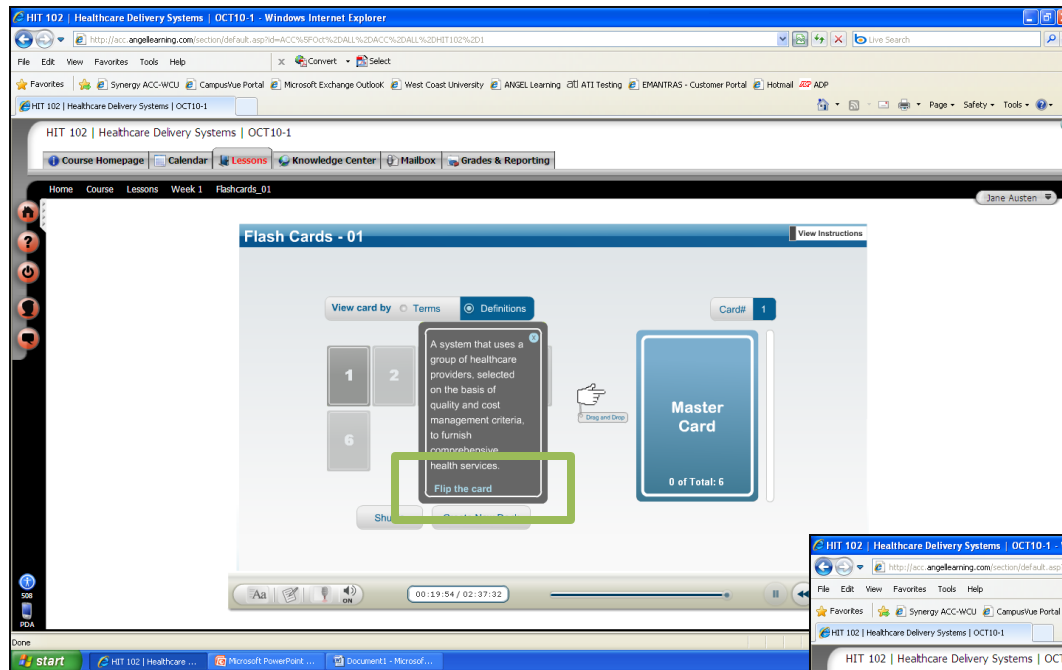 HIT 102 | Healthcare Delivery Systems | OCT10-1 - Windows Internet Explorer
http://acc.angellearning.com/section/default.asp?id=ACC%5FOct%2DALL%2DACC%2DALL%2DHIT102%2D1
Live Search
File Edit View Favorites Tools Help x Convert Select
Favorites Synergy ACC-WCU CampusVue Portal Microsoft Exchange Outlook West Coast University ANGEL Learning ATI Testing EMANTRAS - Customer Portal Hotmail ADP
HIT 102 | Healthcare Delivery Systems | OCT10-1
Page Safety Tools
HIT 102 | Healthcare Delivery Systems | OCT10-1
Course Homepage Calendar Lessons Knowledge Center Mailbox Grades & Reporting
Home Course Lessons Week 1 Flashcards_01
Jane Austen
Flash Cards - 01
View Instructions
View card by Terms Definitions
Card# 1
1 2
6
A system that uses a
group of healthcare
providers, selected
on the basis of
quality and cost
management criteria,
to furnish
comprehensive
health services.
Flip the card
Drag and Drop
Master
Card
0 of Total: 6
Shu
Aa
ON
00:19:54 / 02:37:32
508
PDA
Done
start
HIT 102 | Healthcare ...
Microsoft PowerPoint ...
Document1 - Microsof...
HIT 102 | Healthcare Delivery Systems | OCT10-1 -
http://acc.angellearning.com/section/default.asp
File Edit View Favorites Tools Help
Favorites Synergy ACC-WCU CampusVue Portal
HIT 102 | Healthcare Delivery Systems | OCT10-1
HIT 102 | Healthcare Delivery Systems | OC